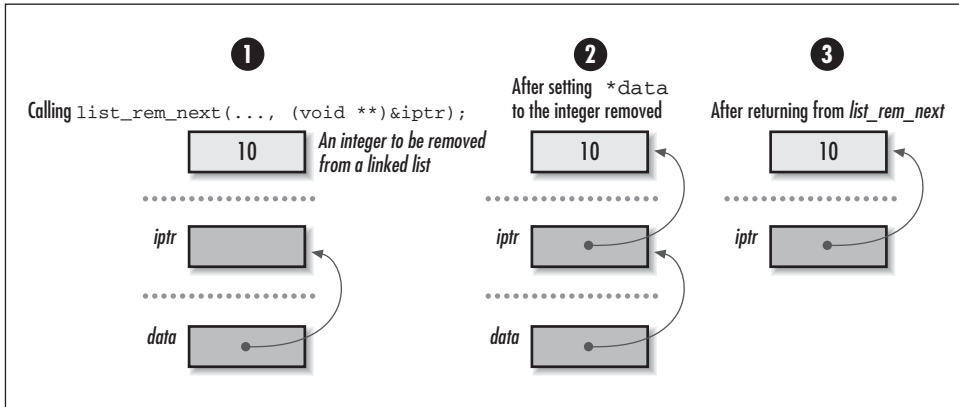 1
Calling list_rem_next(..., (void **)&iptr);
10
An integer to be removed
from a linked list
iptr
data
2
After setting *data
to the integer removed
10
iptr
data
3
After returning from list_rem_next
10
iptr